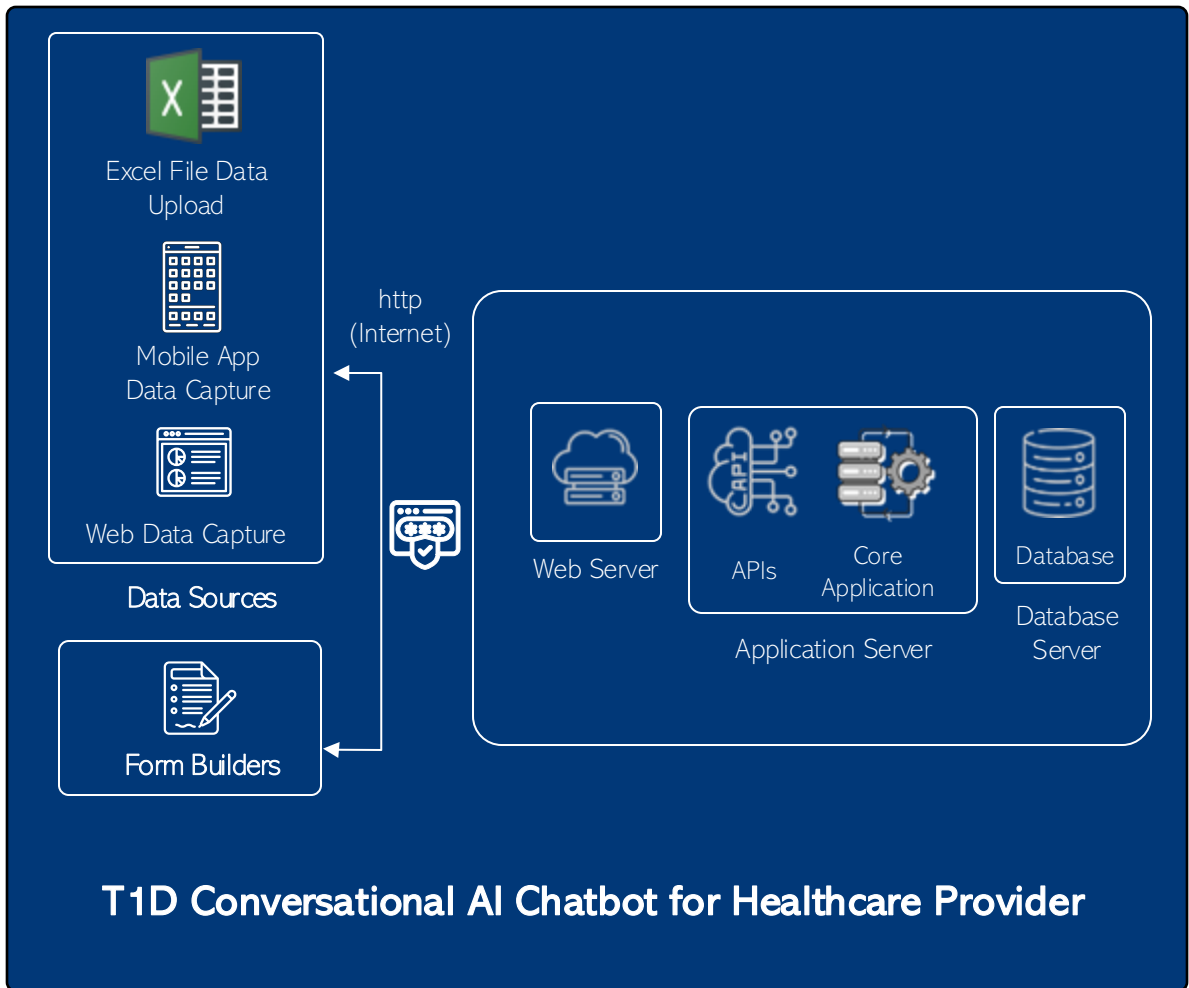 X
Excel File Data
Upload
Mobile App
Data Capture
Web Data Capture
Data Sources
Form Builders
http
(Internet)
***
Web Server
API
APIs
Core
Application
Application Server
Database
Database
Server
T1D Conversational AI Chatbot for Healthcare Provider